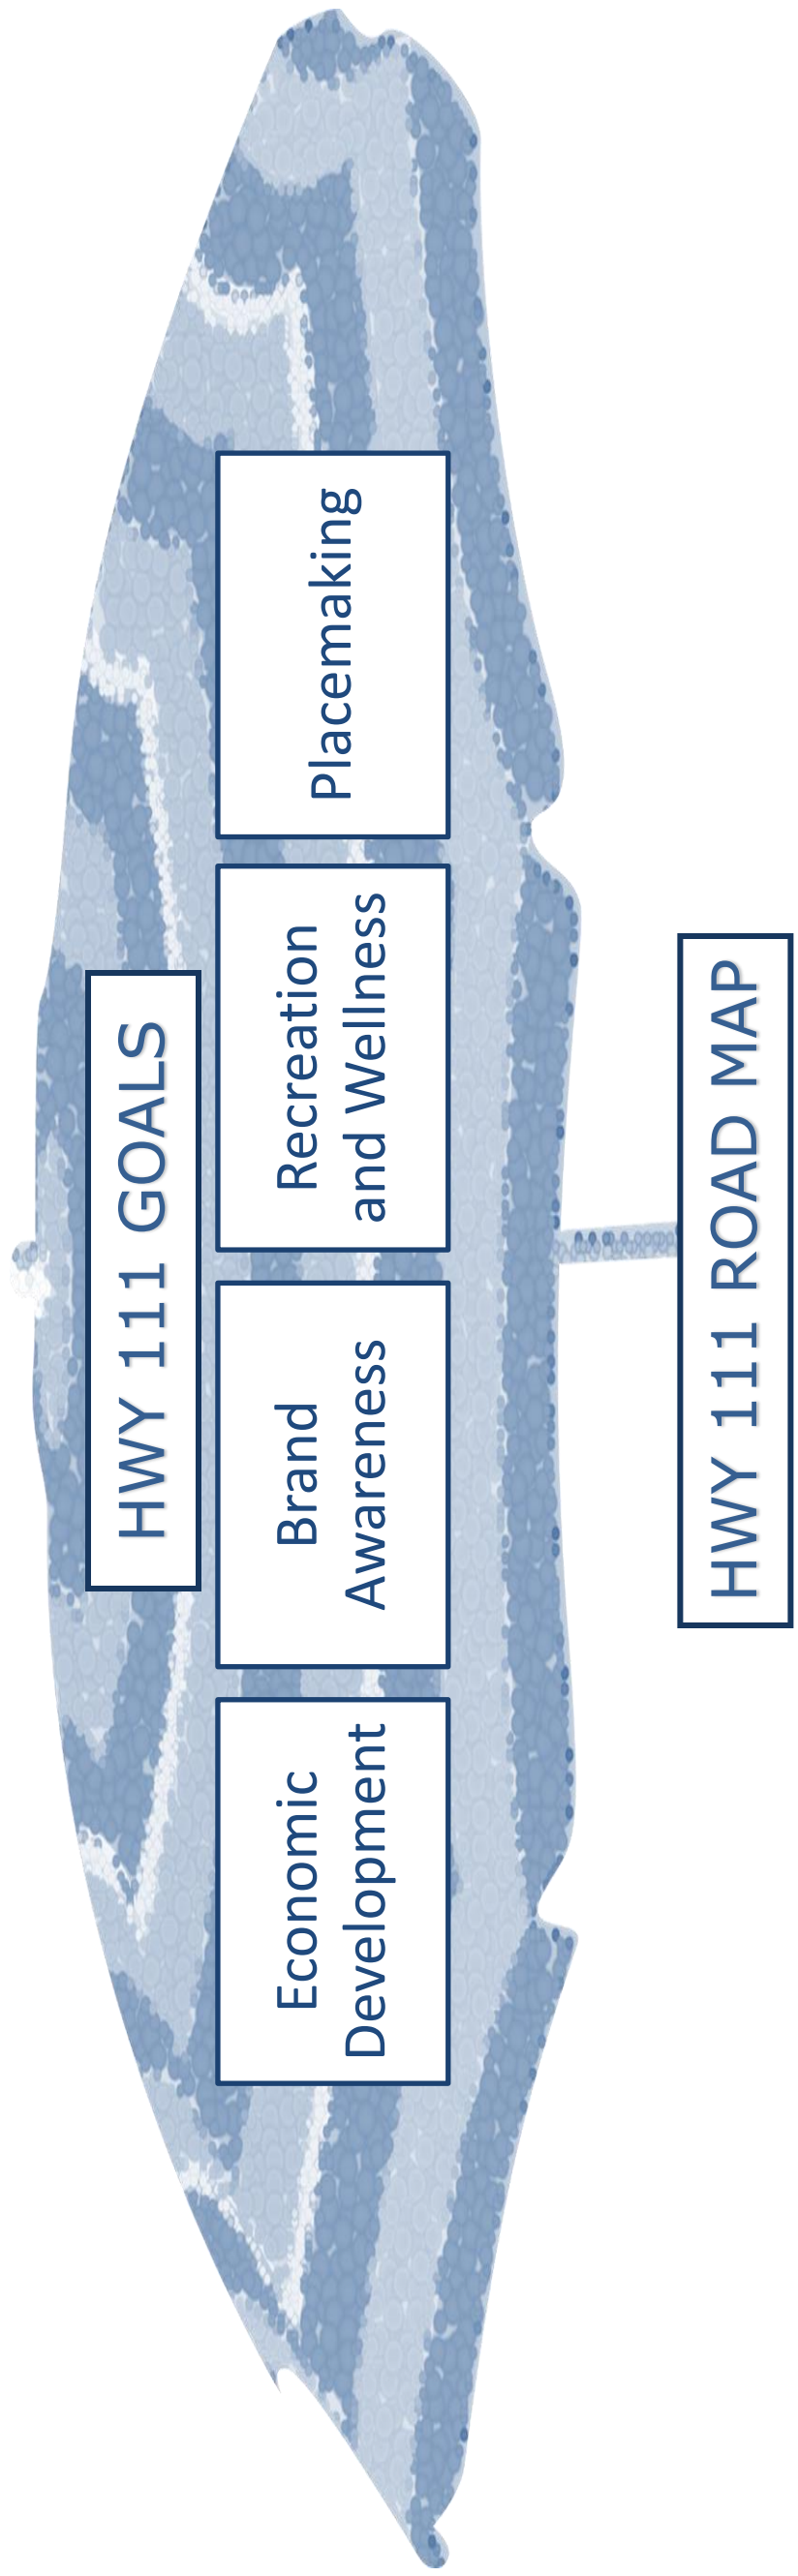 HWY 111 GOALS
Economic
Development
Brand
Awareness
Recreation
and Wellness
Placemaking
HWY 111 ROAD MAP